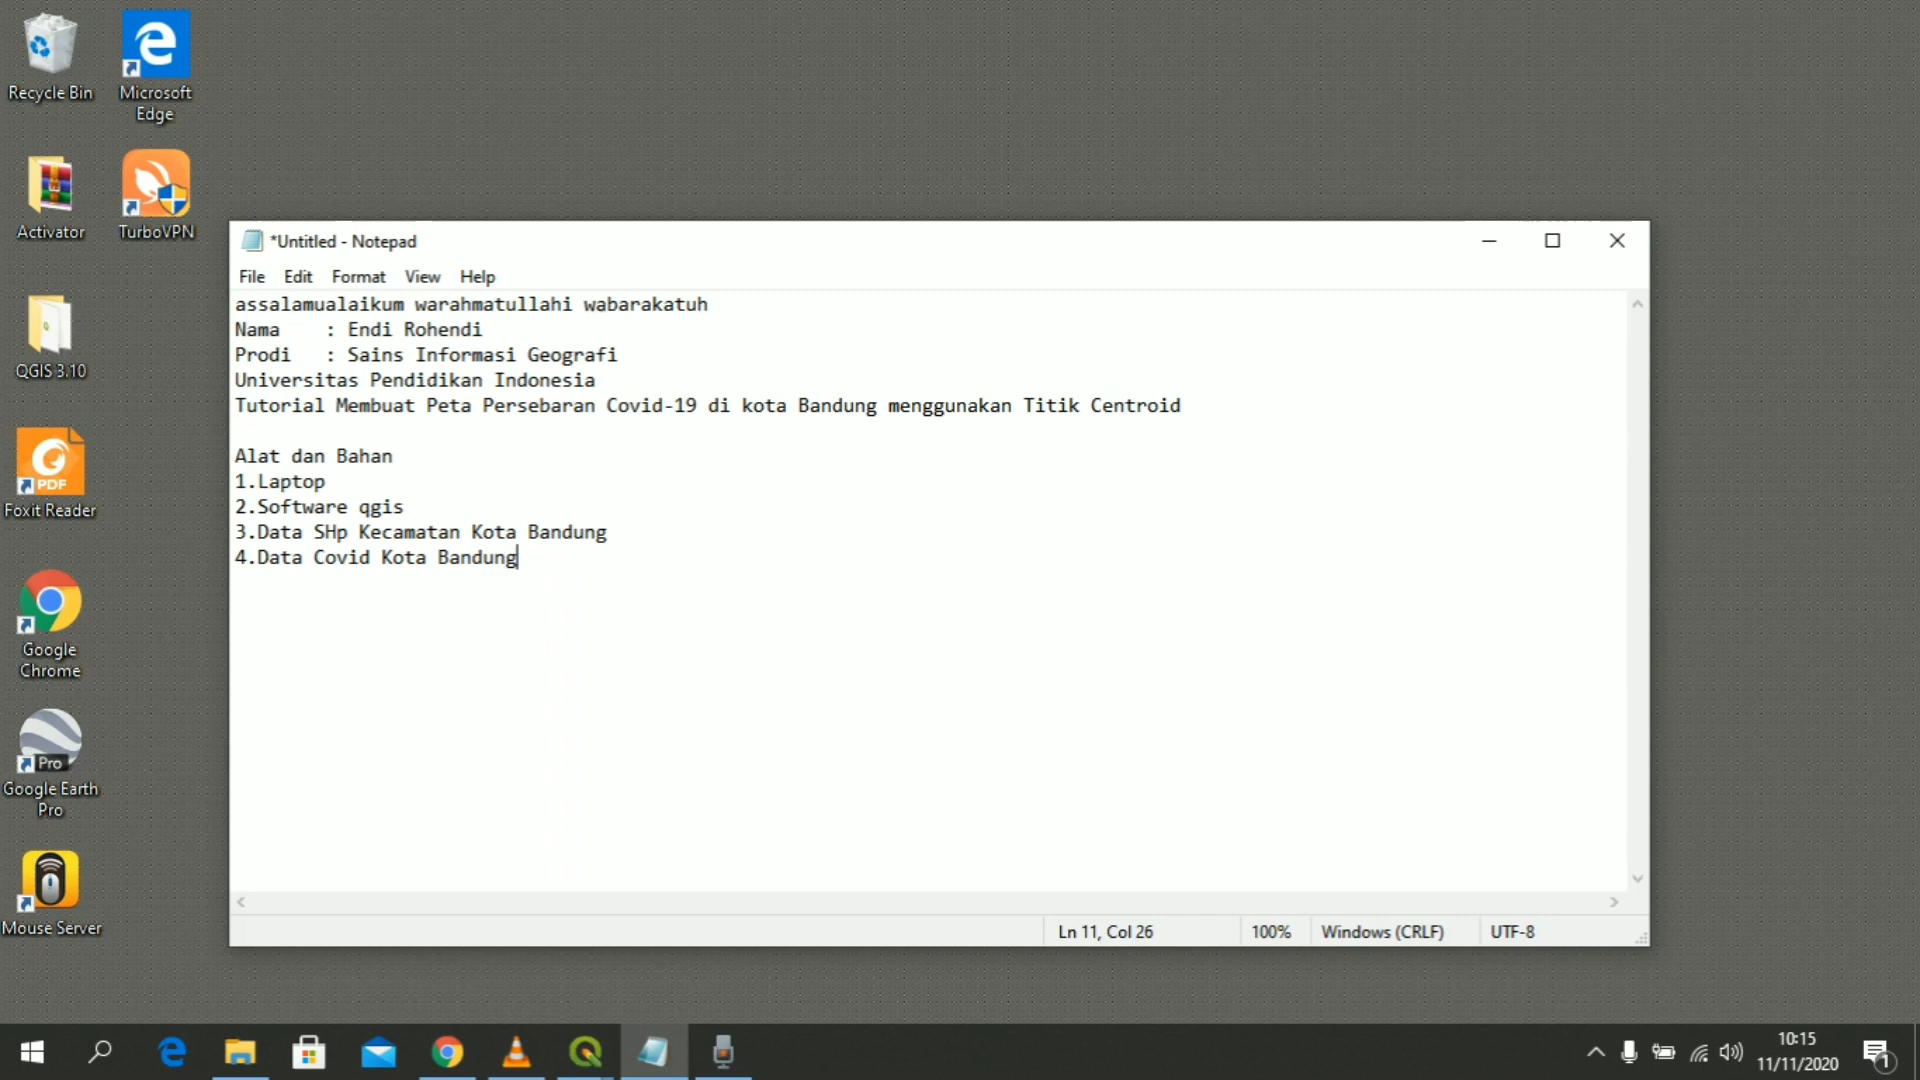 Recycle Bin
Microsoft
Edge
Activator
TurboVPN
QGIS 3.10
PDF
Foxit Reader
Google
Chrome
Pro
Google Earth
Pro
Mouse Server
*Untitled - Notepad
File Edit Format View Help
assalamualaikum warahmatullahi wabarakatuh
Nama : Endi Rohendi
Prodi : Sains Informasi Geografi
Universitas Pendidikan Indonesia
Tutorial Membuat Peta Persebaran Covid-19 di kota Bandung menggunakan Titik Centroid
Alat dan Bahan
1.Laptop
2.Software qgis
3.Data SHp Kecamatan Kota Bandung
4.Data Covid Kota Bandung
Ln 11, Col 26 100% Windows (CRLF) UTF-8
10:15
11/11/2020
1